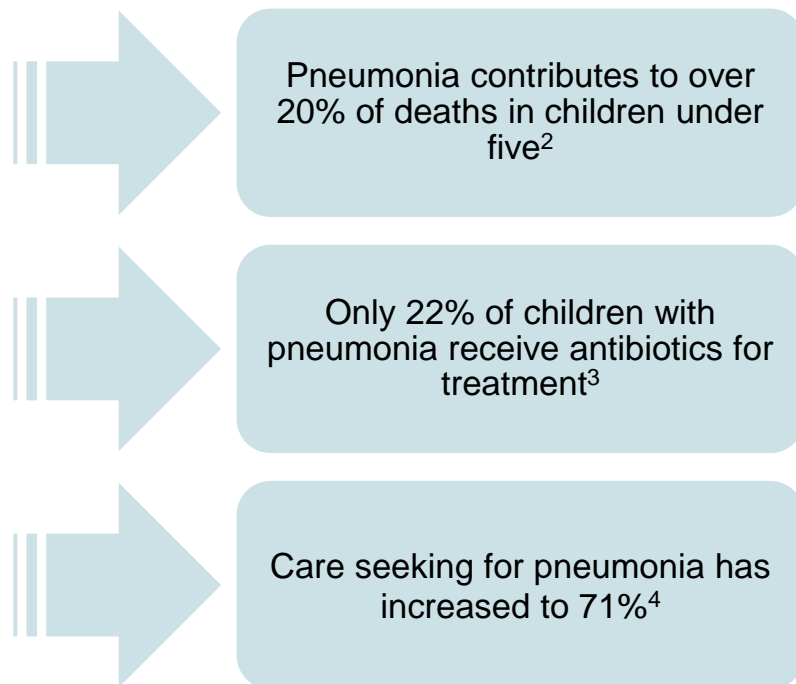 Pneumonia contributes to over
20% of deaths in children under
five²
Only 22% of children with
pneumonia receive antibiotics for
treatment³
Care seeking for pneumonia has
increased to 71%⁴